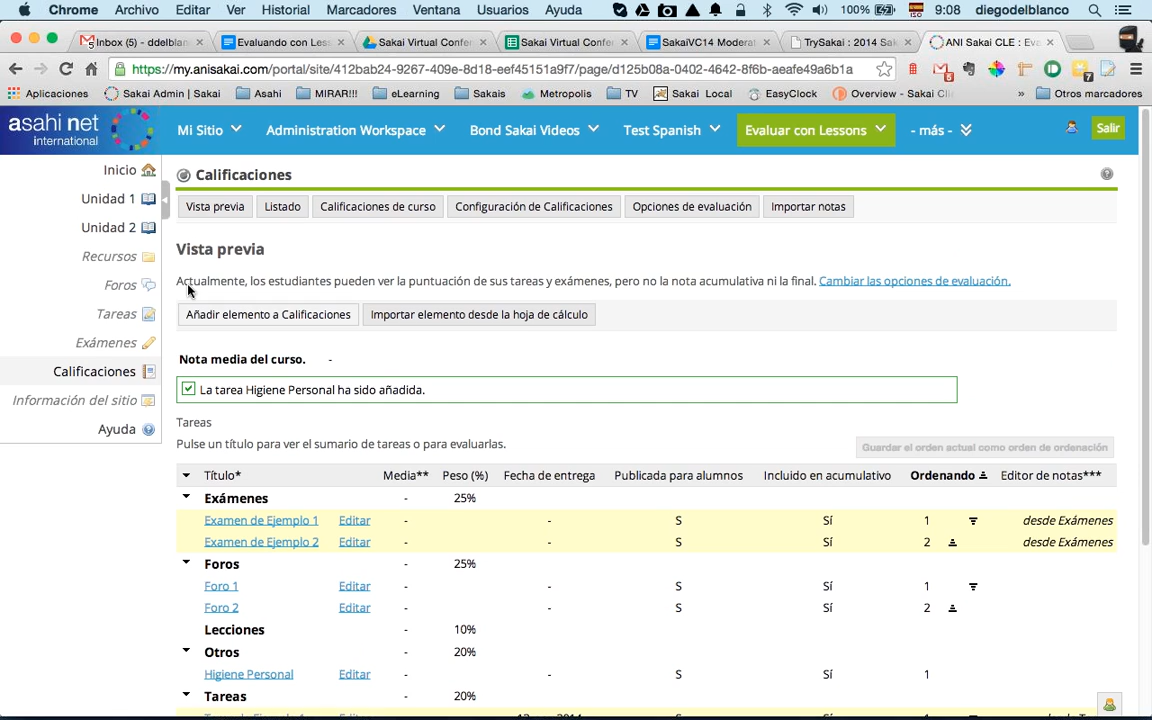 Chrome Archivo Editar Ver Historial Marcadores Ventana Usuarios Ayuda 100% ISO 9:08 diegodelblanco
Inbox (5) - ddelblan × Evaluando con Les × Sakai Virtual Confer × Sakai Virtual Confer × SakaiVC14 Moderat × TrySakai : 2014 Sak × ANI Sakai CLE : Eva ×
https://my.anisakai.com/portal/site/412bab24-9267-409e-8d18-eef45151a9f7/page/d125b08a-0402-4642-8f6b-aeafe49a6b1a
Aplicaciones Sakai Admin | Sakai Asahi MIRAR!!! eLearning Sakais Metropolis TV Sakai Local EasyClock Overview - Sakai CLE » Otros marcadores
asahi net
international
Mi Sitio Administration Workspace Bond Sakai Videos Test Spanish Evaluar con Lessons - más - Salir
Inicio
Unidad 1
Unidad 2
Recursos
Foros
Tareas
Exámenes
Calificaciones
Información del sitio
Ayuda
Calificaciones
Vista previa Listado Calificaciones de curso Configuración de Calificaciones Opciones de evaluación Importar notas
Vista previa
Actualmente, los estudiantes pueden ver la puntuación de sus tareas y exámenes, pero no la nota acumulativa ni la final. Cambiar las opciones de evaluación.
Añadir elemento a Calificaciones Importar elemento desde la hoja de cálculo
Nota media del curso. -
La tarea Higiene Personal ha sido añadida.
Tareas
Pulse un título para ver el sumario de tareas o para evaluarlas.
Guardar el orden actual como orden de ordenación
Título* Media** Peso (%) Fecha de entrega Publicada para alumnos Incluido en acumulativo Ordenando Editor de notas***
Exámenes - 25%
Examen de Ejemplo 1 Editar - - S Sí 1 desde Exámenes
Examen de Ejemplo 2 Editar - - S Sí 2 desde Exámenes
Foros - 25%
Foro 1 Editar - - S Sí 1
Foro 2 Editar - - S Sí 2
Lecciones - 10%
Otros - 20%
Higiene Personal Editar - - S Sí 1
Tareas - 20%